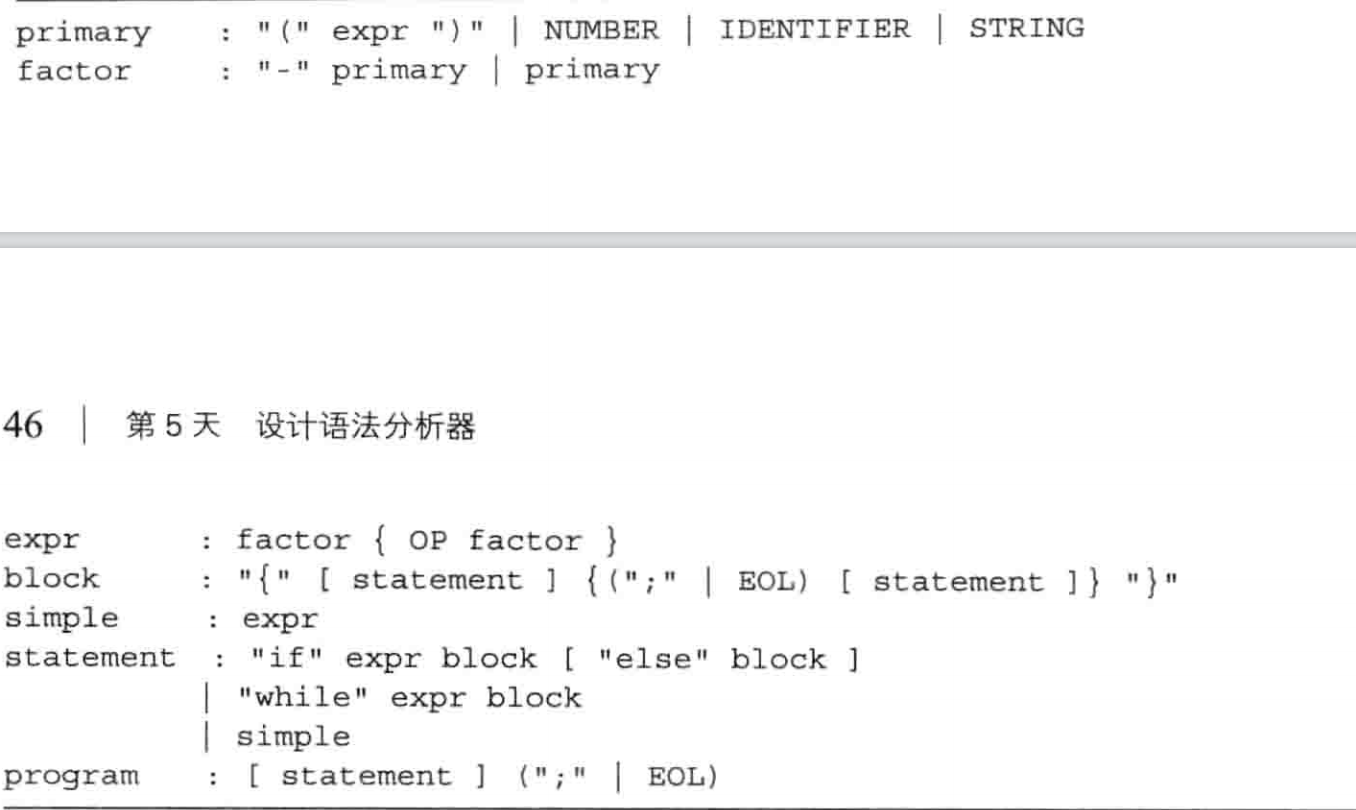 primary : "(" expr ")" | NUMBER | IDENTIFIER | STRING
factor : "-" primary | primary
46 | 第 5 天 设计语法分析器
expr : factor { OP factor }
block : "{" [ statement ] {(";" | EOL) [ statement ]} "}"
simple : expr
statement : "if" expr block [ "else" block ]
| "while" expr block
| simple
program : [ statement ] (";" | EOL)